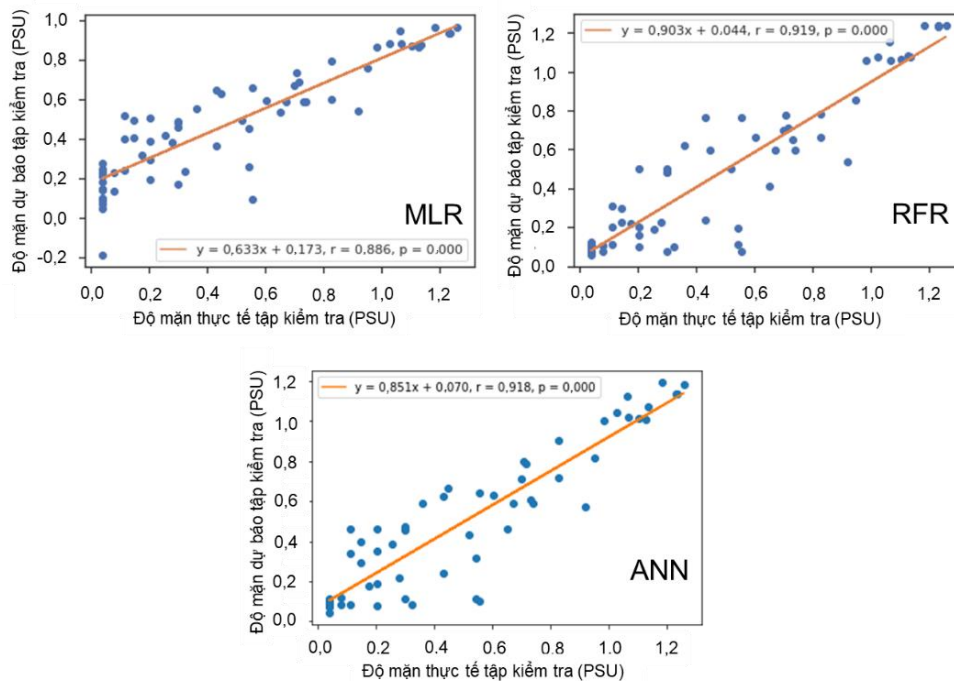 Độ mặn dự báo tập kiểm tra (PSU)
1,0
0,8
0,6
0,4
0,2
0,0
-0,2
MLR
y = 0,633x + 0,173, r = 0,886, p = 0.000
0,0 0,2 0,4 0,6 0,8 1,0 1,2
Độ mặn thực tế tập kiểm tra (PSU)
Độ mặn dự báo tập kiểm tra (PSU)
1,2
1,0
0,8
0,6
0,4
0,2
0,0
y = 0,903x + 0.044, r = 0,919, p = 0.000
RFR
0,0 0,2 0,4 0,6 0,8 1,0 1,2
Độ mặn thực tế tập kiểm tra (PSU)
Độ mặn dự báo tập kiểm tra (PSU)
1,2
1,0
0,8
0,6
0,4
0,2
0,0
y = 0,851x + 0,070, r = 0,918, p = 0,000
ANN
0,0 0.2 0.4 0.6 0,8 1,0 1,2
Độ mặn thực tế tập kiểm tra (PSU)